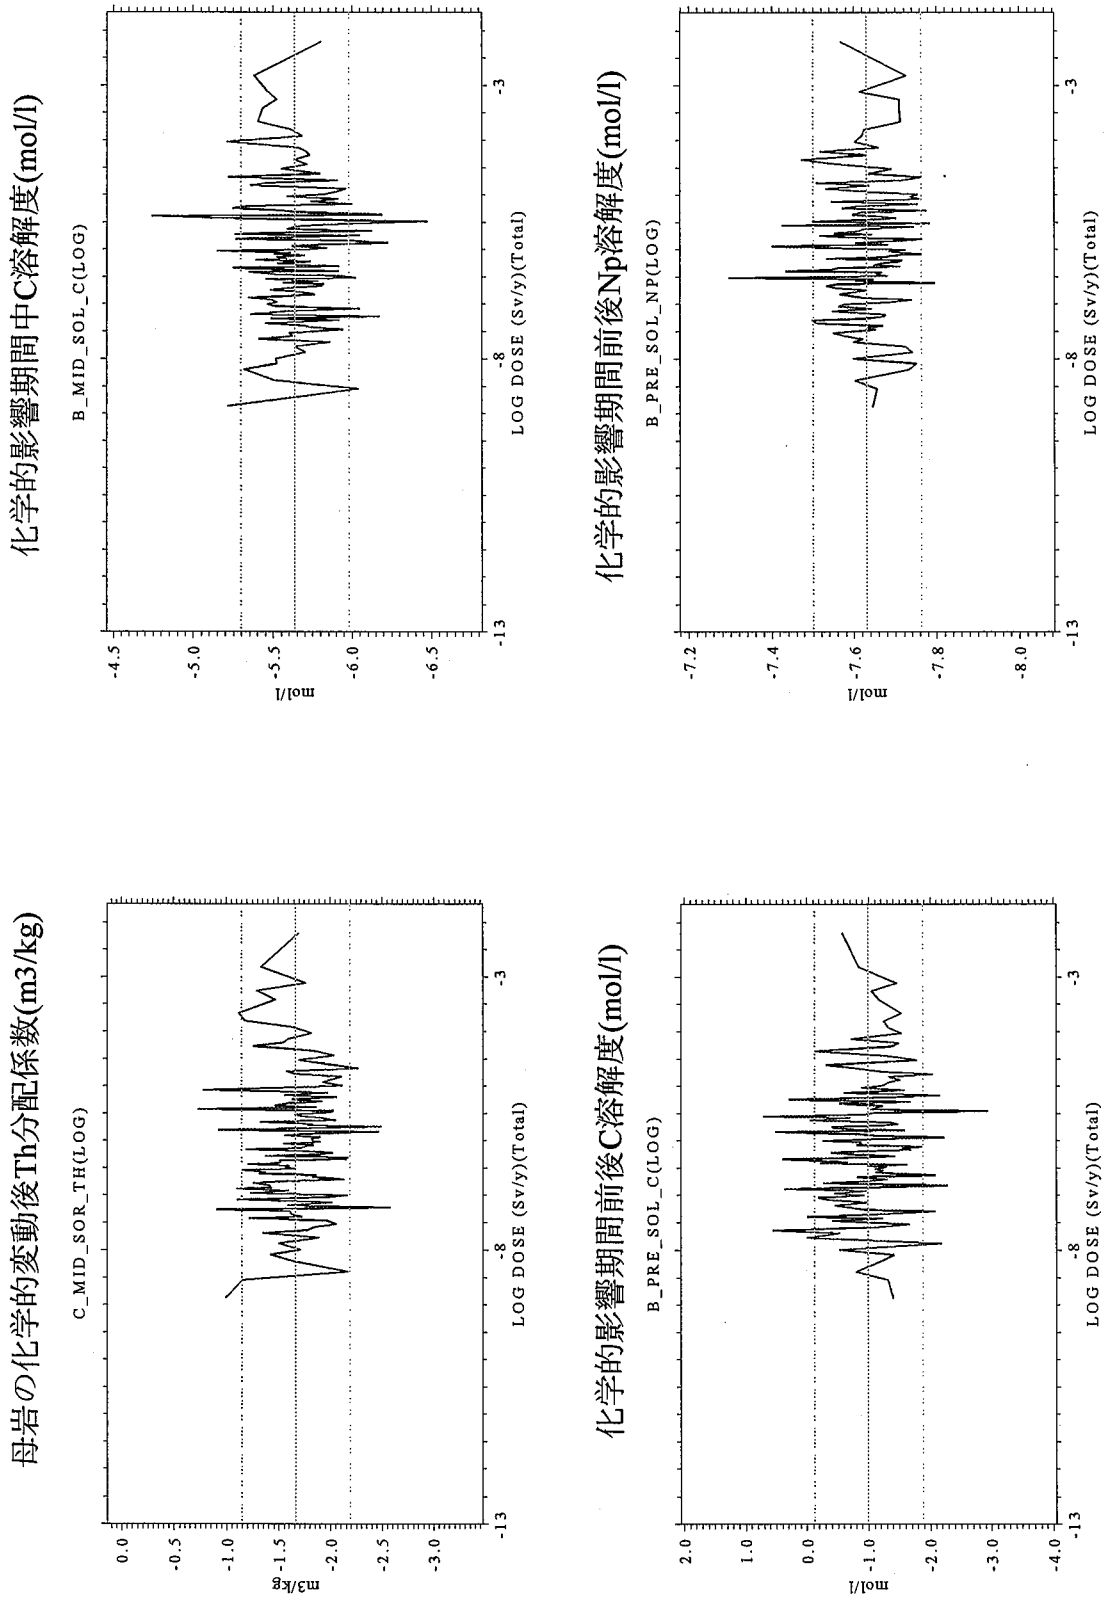 母岩の化学的変動後Th分配係数(m3/kg)
C_MID_SOR_TH(LOG)
0.0
-0.5
-1.0
-1.5
-2.0
-2.5
-3.0
m3/kg
-13
-8
-3
LOG DOSE (Sv/y)(Total)
化学的影響期間中C溶解度(mol/l)
B_MID_SOL_C(LOG)
-4.5
-5.0
-5.5
-6.0
-6.5
mol/l
-13
-8
-3
LOG DOSE (Sv/y)(Total)
化学的影響期間前後C溶解度(mol/l)
B_PRE_SOL_C(LOG)
2.0
1.0
0.0
-1.0
-2.0
-3.0
-4.0
mol/l
-13
-8
-3
LOG DOSE (Sv/y)(Total)
化学的影響期間前後Np溶解度(mol/l)
B_PRE_SOL_NP(LOG)
-7.2
-7.4
-7.6
-7.8
-8.0
mol/l
-13
-8
-3
LOG DOSE (Sv/y)(Total)